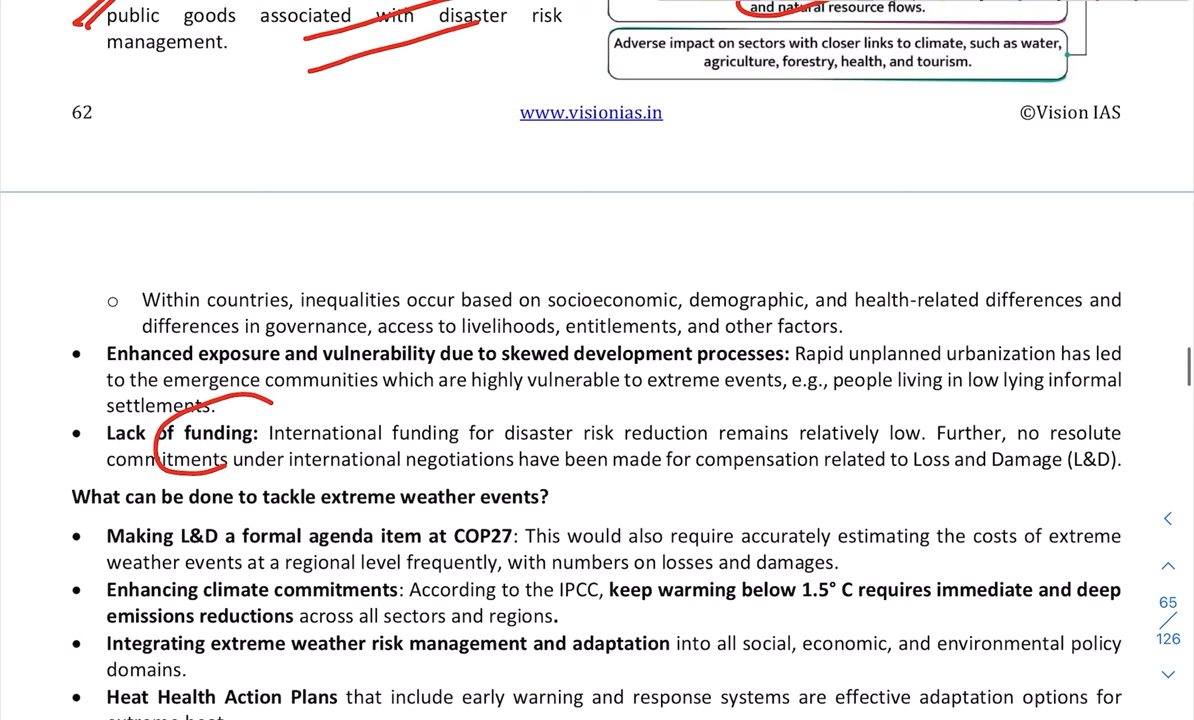 public goods associated with disaster risk
management.
and natural resource flows.
Adverse impact on sectors with closer links to climate, such as water,
agriculture, forestry, health, and tourism.
62
www.visionias.in
©Vision IAS
o Within countries, inequalities occur based on socioeconomic, demographic, and health-related differences and
differences in governance, access to livelihoods, entitlements, and other factors.
• Enhanced exposure and vulnerability due to skewed development processes: Rapid unplanned urbanization has led
to the emergence communities which are highly vulnerable to extreme events, e.g., people living in low lying informal
settlements.
• Lack of funding: International funding for disaster risk reduction remains relatively low. Further, no resolute
commitments under international negotiations have been made for compensation related to Loss and Damage (L&D).
What can be done to tackle extreme weather events?
• Making L&D a formal agenda item at COP27: This would also require accurately estimating the costs of extreme
weather events at a regional level frequently, with numbers on losses and damages.
• Enhancing climate commitments: According to the IPCC, keep warming below 1.5° C requires immediate and deep
emissions reductions across all sectors and regions.
• Integrating extreme weather risk management and adaptation into all social, economic, and environmental policy
domains.
• Heat Health Action Plans that include early warning and response systems are effective adaptation options for
65
/
126